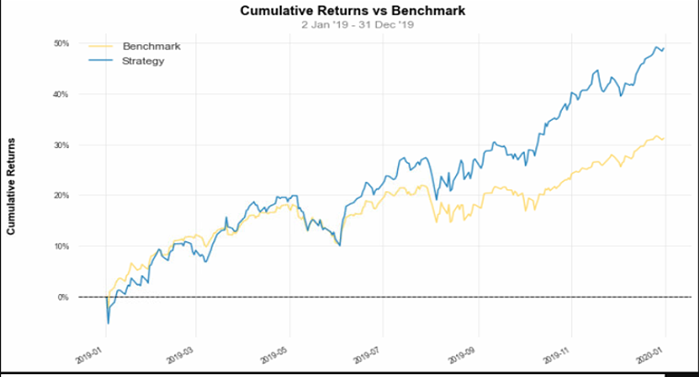 Cumulative Returns vs Benchmark
2 Jan '19 - 31 Dec '19
50%
Benchmark
Strategy
40%
30%
20%
10%
0%
Cumulative Returns
2019-01
2019-03
2019-05
2019-07
2019-09
2019-11
2020-01